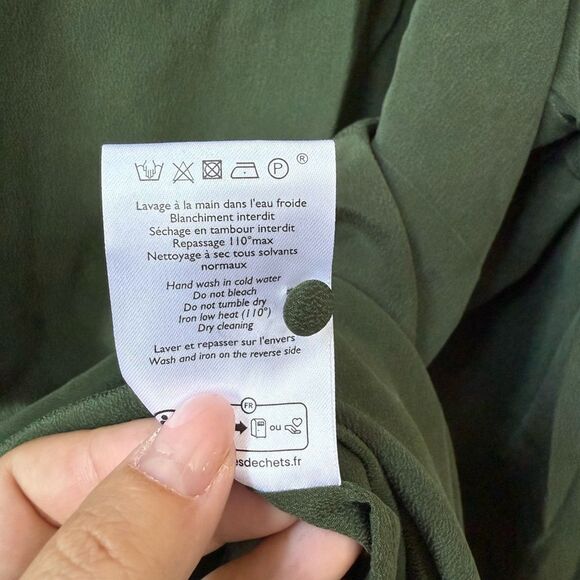 P ®
Lavage à la main dans l'eau froide
Blanchiment interdit
Séchage en tambour interdit
Repassage 110°max
Nettoyage à sec tous solvants
normaux
Hand wash in cold water
Do not bleach
Do not tumble dry
Iron low heat (110°)
Dry cleaning
Laver et repasser sur l'envers
Wash and iron on the reverse side
FR
ou
esdechets.fr